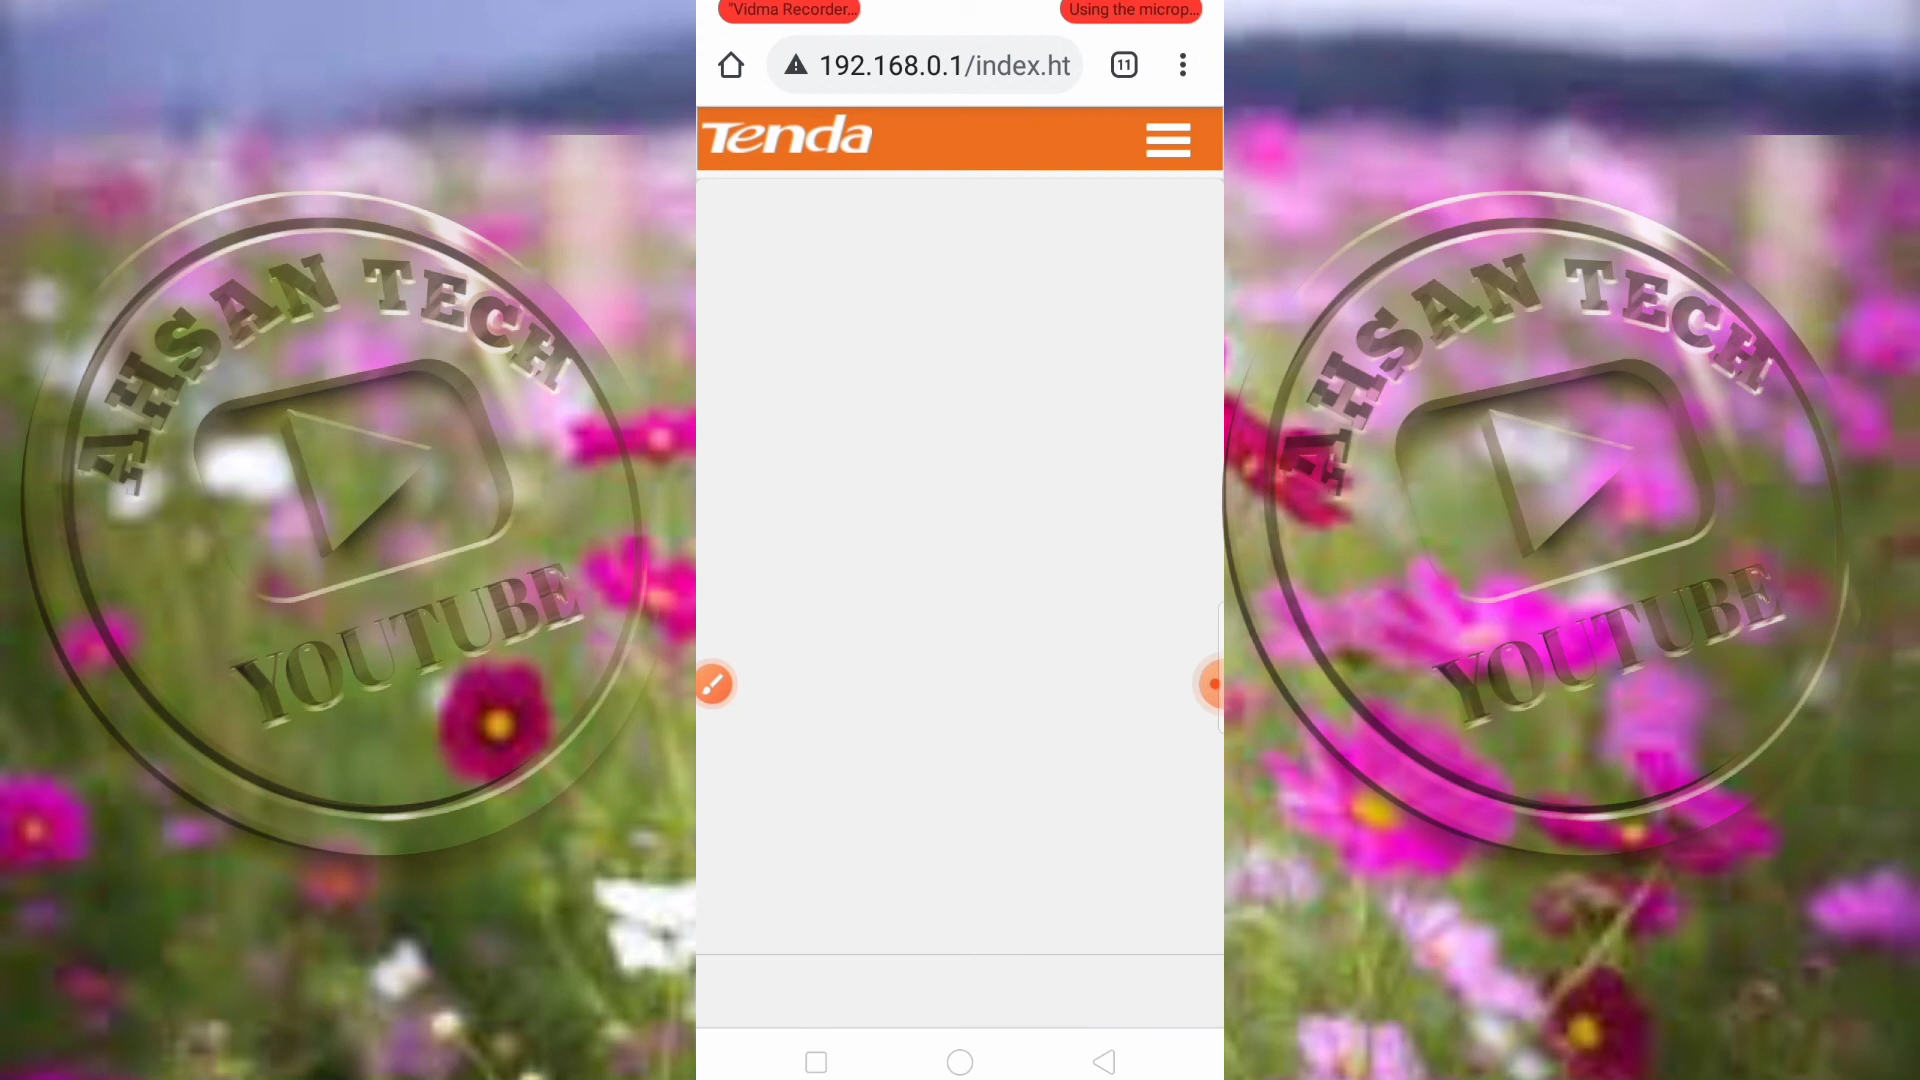 "Vidma Recorder...
Using the microp...
192.168.0.1/index.ht
11
Tenda
AHSAN TECH
YOUTUBE
AHSAN TECH
YOUTUBE